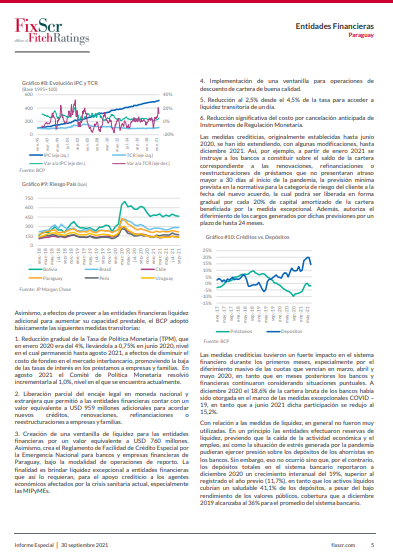 FixScr
FitchRatings
Entidades Financieras
Paraguay
Gráfico #8: Evolución IPC y TCR
(Base 1995=100)
600
400
200
0
40%
20%
0%
-20%
IPC (eje izq.)
TCR (eje izq.)
Var a/a IPC (eje der.)
Var. a/a TCR (eje der.)
Fuente: BCP
Gráfico #9: Riesgo País (bps)
750
600
450
300
150
0
Bolivia
Brasil
Chile
Paraguay
Peru
Uruguay
Fuente: JP Morgan Chase
Asimismo, a efectos de proveer a las entidades financieras liquidez
adicional para aumentar su capacidad prestable, el BCP adoptó
básicamente las siguientes medidas transitorias:
1. Reducción gradual de la Tasa de Política Monetaria (TPM), que
en enero 2020 era del 4%, llevándola a 0,75% en junio 2020, nivel
en el cual permaneció hasta agosto 2021, a efectos de disminuir el
costo de fondeo en el mercado interbancario, promoviendo la baja
de las tasas de interés en los préstamos a empresas y familias. En
agosto 2021 el Comité de Política Monetaria resolvió
incrementarla al 1,0%, nivel en el que se encuentra actualmente.
2. Liberación parcial del encaje legal en moneda nacional y
extranjera que permitió a las entidades financieras contar con un
valor equivalente a USD 959 millones adicionales para acordar
nuevos créditos, renovaciones, refinanciaciones o
reestructuraciones a empresas y familias.
3. Creación de una ventanilla de liquidez para las entidades
financieras por un valor equivalente a USD 760 millones.
Asimismo, crea el Reglamento de Facilidad de Crédito Especial por
la Emergencia Nacional para bancos y empresas financieras de
Paraguay, bajo la modalidad de operaciones de reporto. La
finalidad es brindar liquidez excepcional a entidades financieras
que así lo requieran, para el apoyo crediticio a los agentes
económicos afectados por la crisis sanitaria actual, especialmente
las MIPyMEs.
4. Implementación de una ventanilla para operaciones de
descuento de cartera de buena calidad.
5. Reducción al 2,5% desde el 4,5% de la tasa para acceder a
liquidez transitoria de un día.
6. Reducción significativa del costo por cancelación anticipada de
Instrumentos de Regulación Monetaria.
Las medidas crediticias, originalmente establecidas hasta junio
2020, se han ido extendiendo, con algunas modificaciones, hasta
diciembre 2021. Así, por ejemplo, a partir de enero 2021 se
instruye a los bancos a constituir sobre el saldo de la cartera
correspondiente a las renovaciones, refinanciaciones o
reestructuraciones de préstamos que no presentan atraso
mayor a 30 días al inicio de la pandemia, la previsión mínima
prevista en la normativa para la categoría de riesgo del cliente a la
fecha del nuevo acuerdo, la cual podrá ser liberada en forma
gradual por cada 20% de capital amortizado de la cartera
beneficiada por la medida excepcional. Además, autoriza el
diferimiento de los cargos generados por dichas previsiones por un
plazo de hasta 24 meses.
Gráfico #10: Créditos vs. Depósitos
25%
20%
15%
10%
5%
0%
-5%
-10%
-15%
Préstamos
Depósitos
Fuente: BCP
Las medidas crediticias tuvieron un fuerte impacto en el sistema
financiero durante los primeros meses, especialmente por el
diferimiento masivo de las cuotas que vencían en marzo, abril y
mayo 2020, en tanto que en meses posteriores los bancos y
financieras continuaron considerando situaciones puntuales. A
diciembre 2020 el 18,6% de la cartera bruta de los bancos había
sido otorgada en el marco de las medidas excepcionales COVID –
19, en tanto que a junio 2021 dicha participación se redujo al
15,2%.
Con relación a las medidas de liquidez, en general no fueron muy
utilizadas. En un principio las entidades efectuaron reservas de
liquidez, previendo que la caída de la actividad económica y el
empleo, así como la situación de estrés generada por la pandemia
pudieran ejercer presión sobre los depósitos de los ahorristas en
los bancos. Sin embargo, eso no ocurrió sino que, por el contrario,
los depósitos totales en el sistema bancario reportaron a
diciembre 2020 un crecimiento interanual del 19%, superior al
registrado el año previo (11,7%), en tanto que los activos líquidos
cubrían un saludable 41,1% de los depósitos, a pesar del bajo
rendimiento de los valores públicos, cobertura que a diciembre
2019 alcanzaba al 36% para el promedio del sistema bancario.
Informe Especial | 30 septiembre 2021
fixscr.com
5